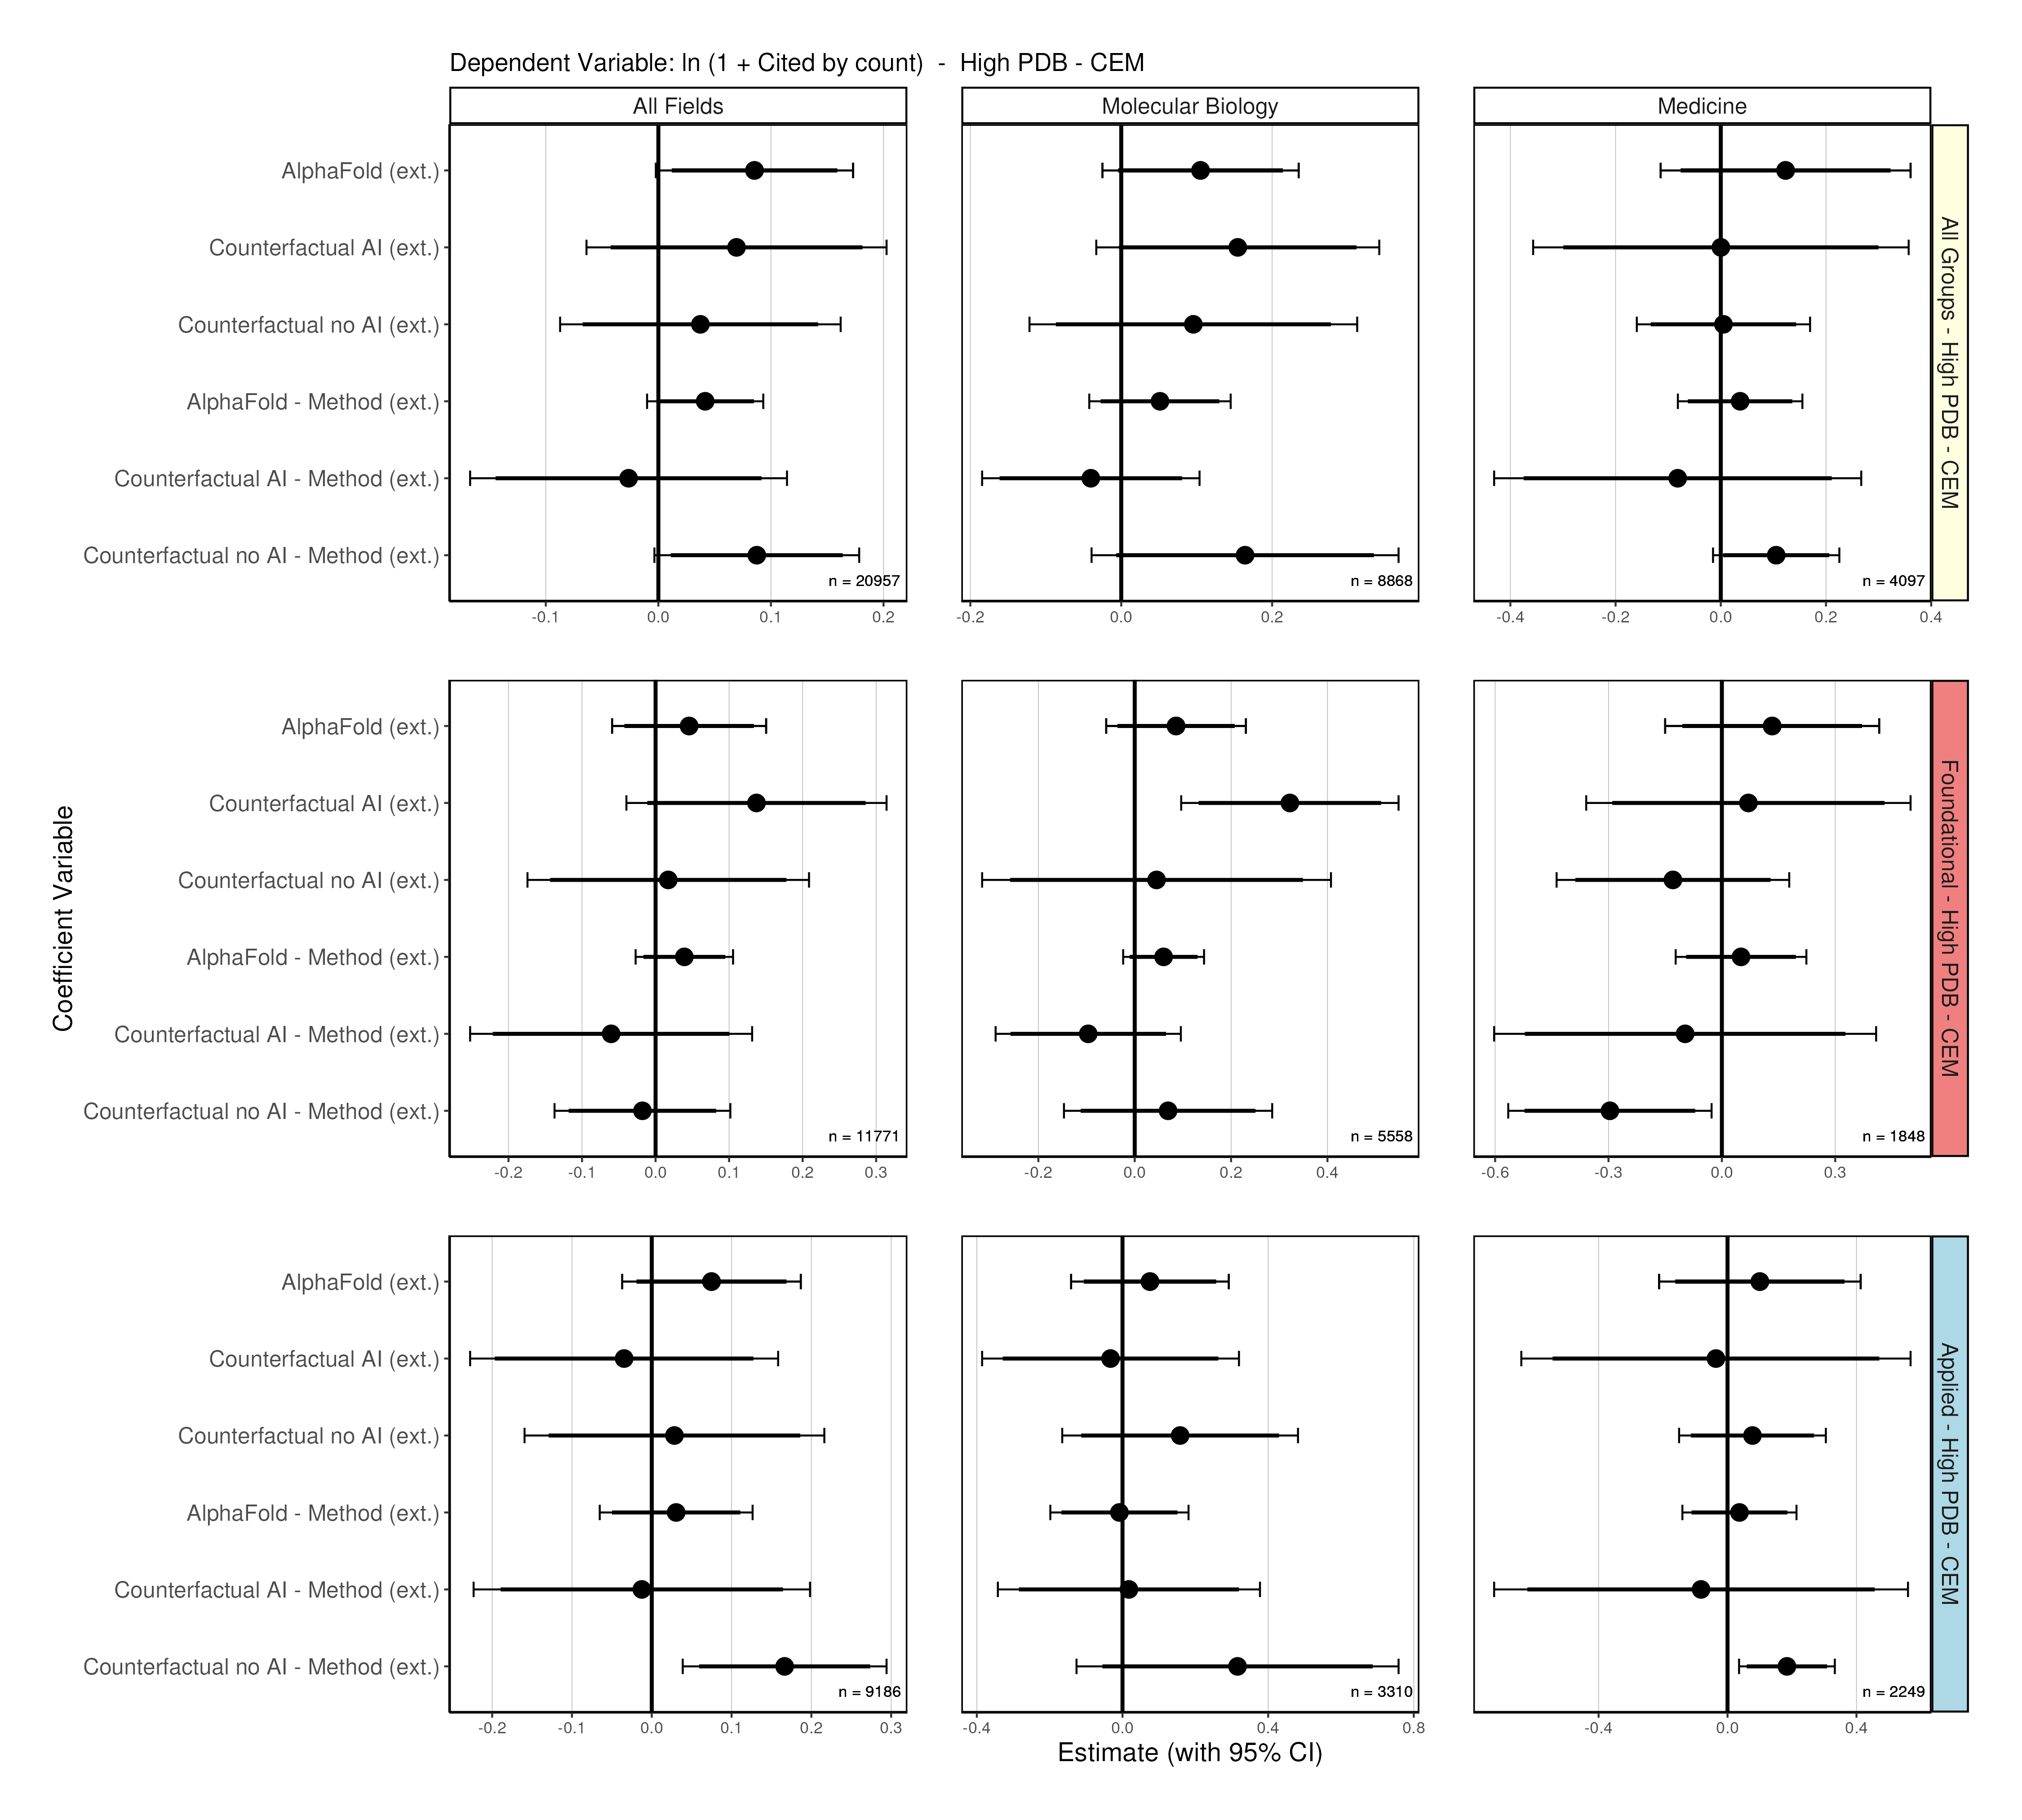 Dependent Variable: ln (1 + Cited by count)  -  High PDB - CEM
All Fields
Molecular Biology
Medicine
AlphaFold (ext.)
Counterfactual AI (ext.)
Counterfactual no AI (ext.)
AlphaFold - Method (ext.)
Counterfactual AI - Method (ext.)
Counterfactual no AI - Method (ext.)
n = 20957
n = 8868
n = 4097
-0.1 0.0 0.1 0.2
-0.2 0.0 0.2
-0.4 -0.2 0.0 0.2 0.4
All Groups - High PDB - CEM
Coefficient Variable
AlphaFold (ext.)
Counterfactual AI (ext.)
Counterfactual no AI (ext.)
AlphaFold - Method (ext.)
Counterfactual AI - Method (ext.)
Counterfactual no AI - Method (ext.)
n = 11771
n = 5558
n = 1848
-0.2 -0.1 0.0 0.1 0.2 0.3
-0.2 0.0 0.2 0.4
-0.6 -0.3 0.0 0.3
Foundational - High PDB - CEM
AlphaFold (ext.)
Counterfactual AI (ext.)
Counterfactual no AI (ext.)
AlphaFold - Method (ext.)
Counterfactual AI - Method (ext.)
Counterfactual no AI - Method (ext.)
n = 9186
n = 3310
n = 2249
-0.2 -0.1 0.0 0.1 0.2 0.3
-0.4 0.0 0.4 0.8
-0.4 0.0 0.4
Applied - High PDB - CEM
Estimate (with 95% CI)